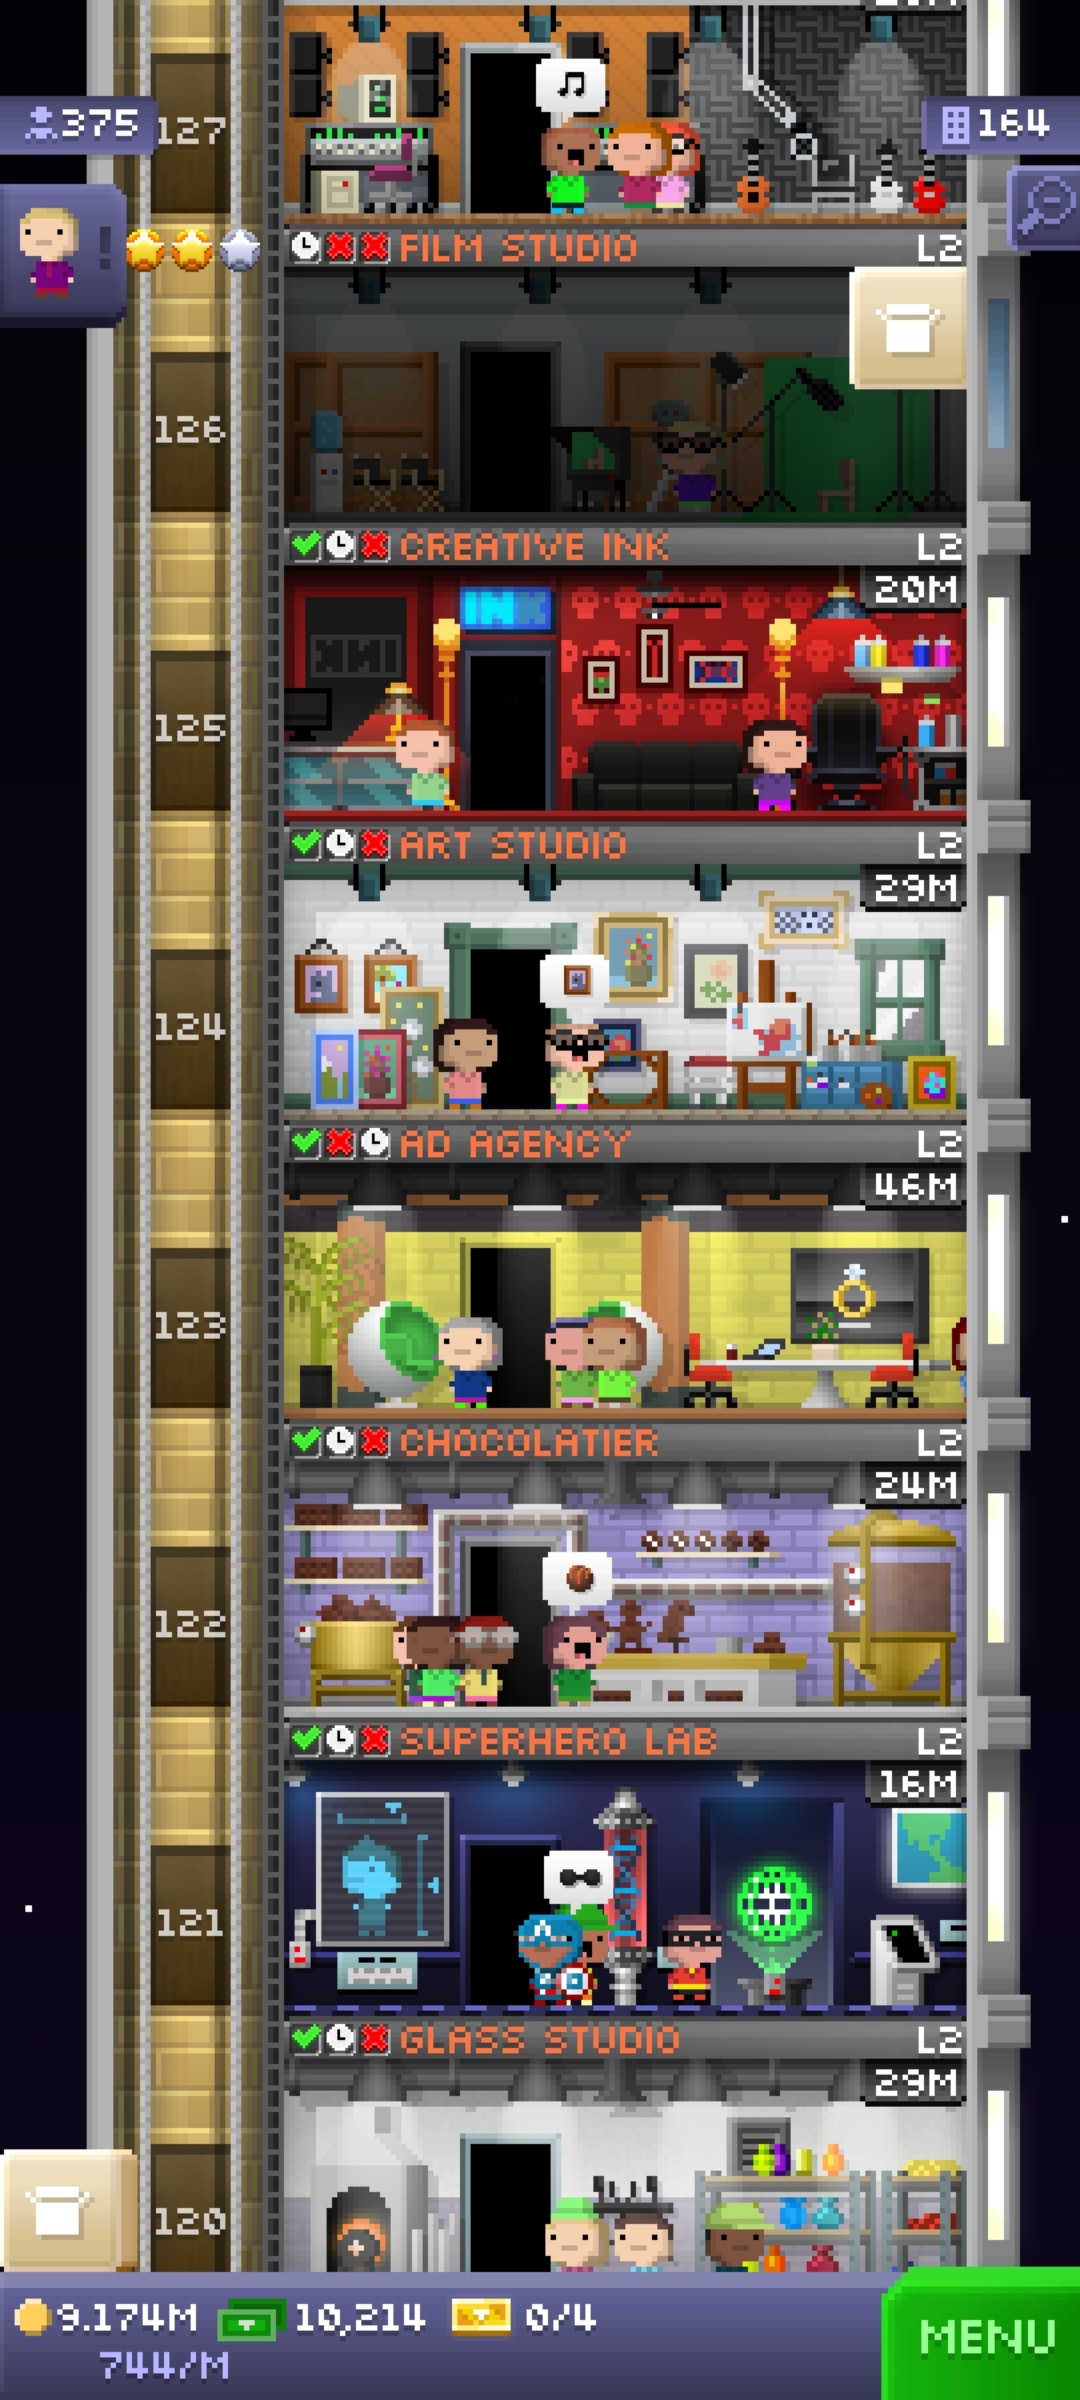 127
375
164
FILM STUDIO L2
126
CREATIVE INK L2
20M
INK
125
ART STUDIO L2
29M
124
AD AGENCY L2
46M
123
CHOCOLATIER L2
24M
122
SUPERHERO LAB L2
16M
121
GLASS STUDIO L2
29M
120
9.174M 10,214 0/4
744/M
MENU